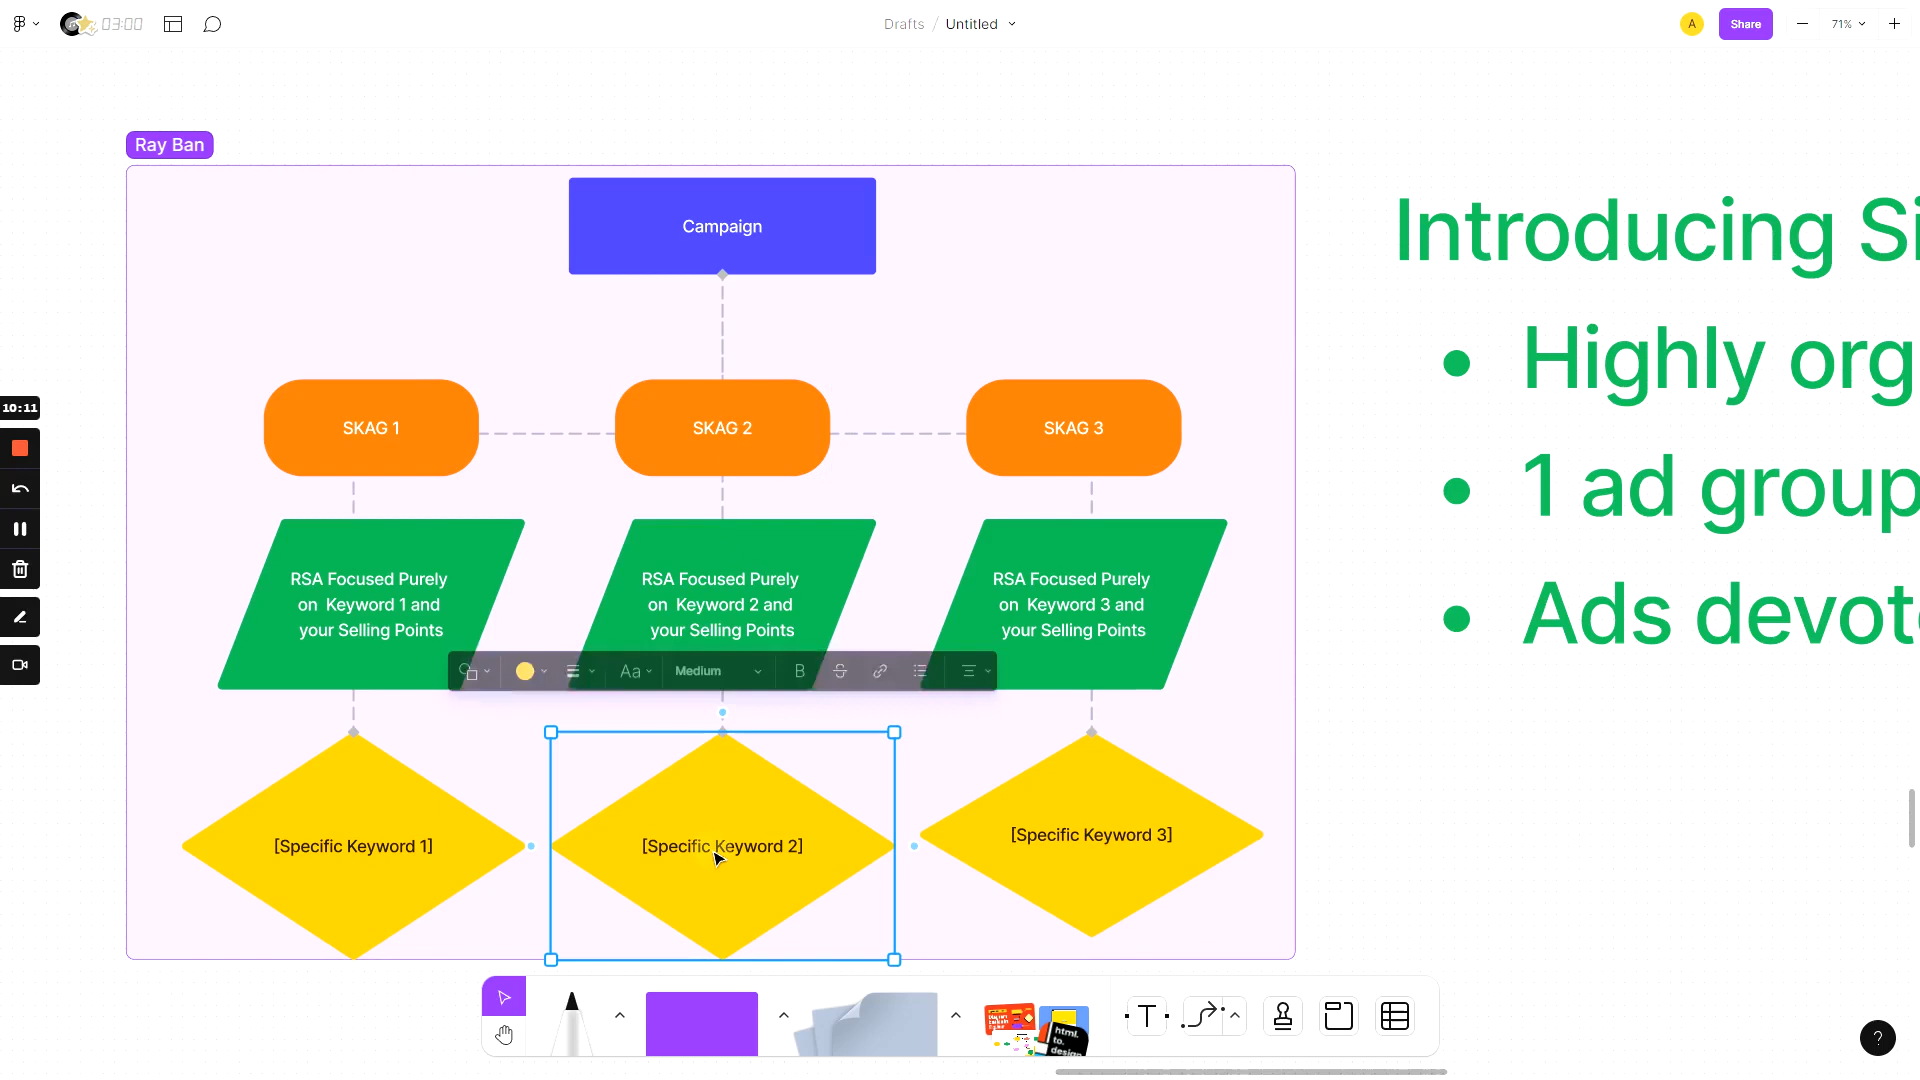 03:00
Drafts / Untitled
A
Share
71%
Ray Ban
Campaign
Introducing Si
Highly org
10:11
SKAG 1
SKAG 2
SKAG 3
1 ad group
RSA Focused Purely
on Keyword 1 and
your Selling Points
RSA Focused Purely
on Keyword 2 and
your Selling Points
RSA Focused Purely
on Keyword 3 and
your Selling Points
Ads devot
Aa
Medium
B
S
[Specific Keyword 1]
[Specific Keyword 2]
[Specific Keyword 3]
T
html.
to.
design
?